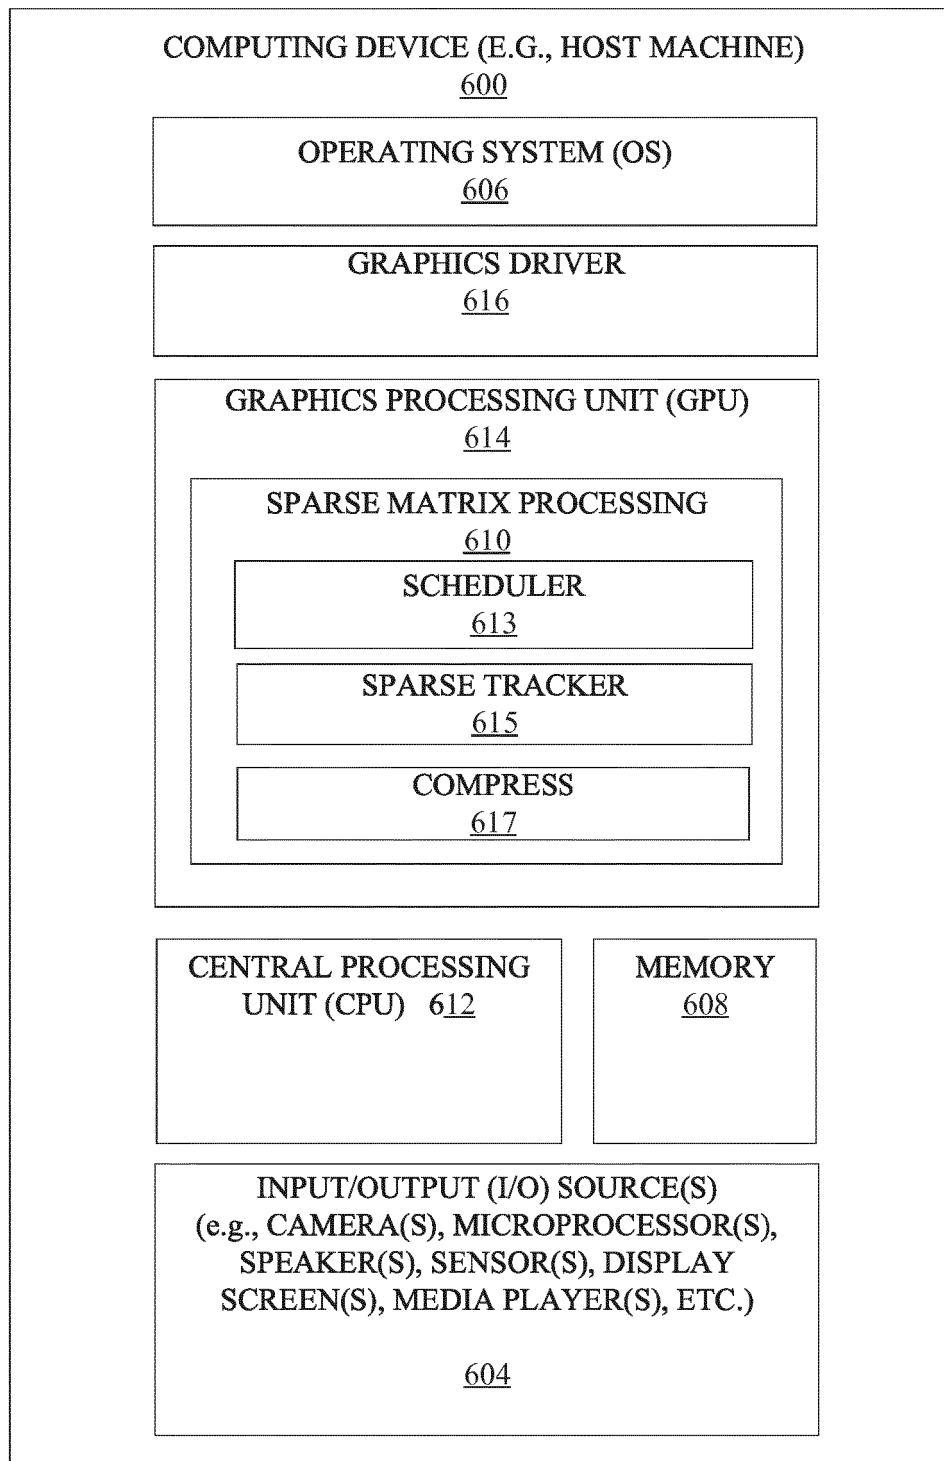 COMPUTING DEVICE (E.G., HOST MACHINE)
600
OPERATING SYSTEM (OS)
606
GRAPHICS DRIVER
616
GRAPHICS PROCESSING UNIT (GPU)
614
SPARSE MATRIX PROCESSING
610
SCHEDULER
613
SPARSE TRACKER
615
COMPRESS
617
CENTRAL PROCESSING
UNIT (CPU) 612
MEMORY
608
INPUT/OUTPUT (I/O) SOURCE(S)
(e.g., CAMERA(S), MICROPROCESSOR(S),
SPEAKER(S), SENSOR(S), DISPLAY
SCREEN(S), MEDIA PLAYER(S), ETC.)
604